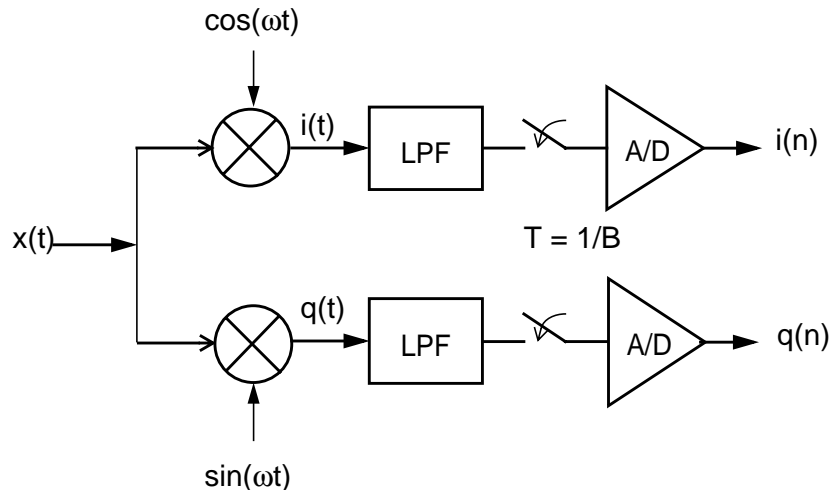 cos(ωt)
i(t)
LPF
A/D
i(n)
x(t)
T = 1/B
q(t)
LPF
A/D
q(n)
sin(ωt)